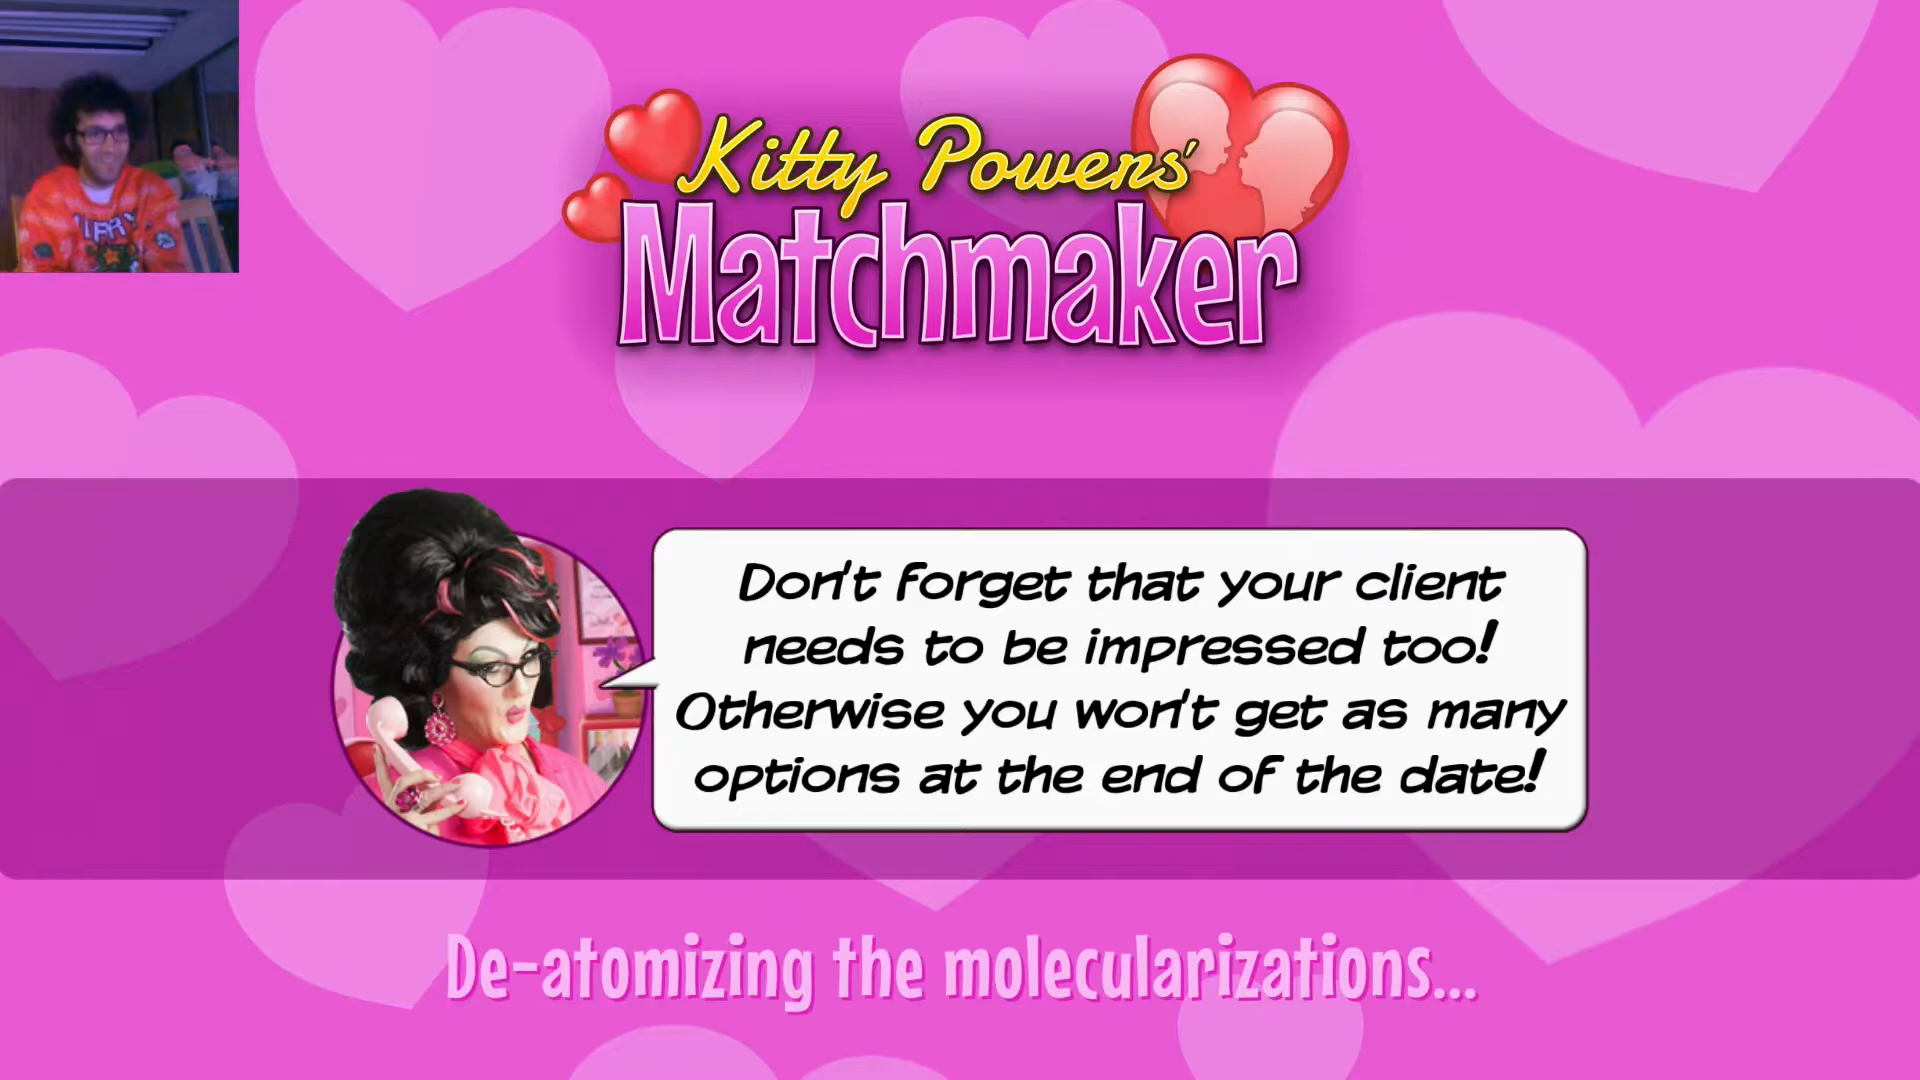 Kitty Powers'
Matchmaker
Don't forget that your client
needs to be impressed too!
Otherwise you won't get as many
options at the end of the date!
De-atomizing the molecularizations...